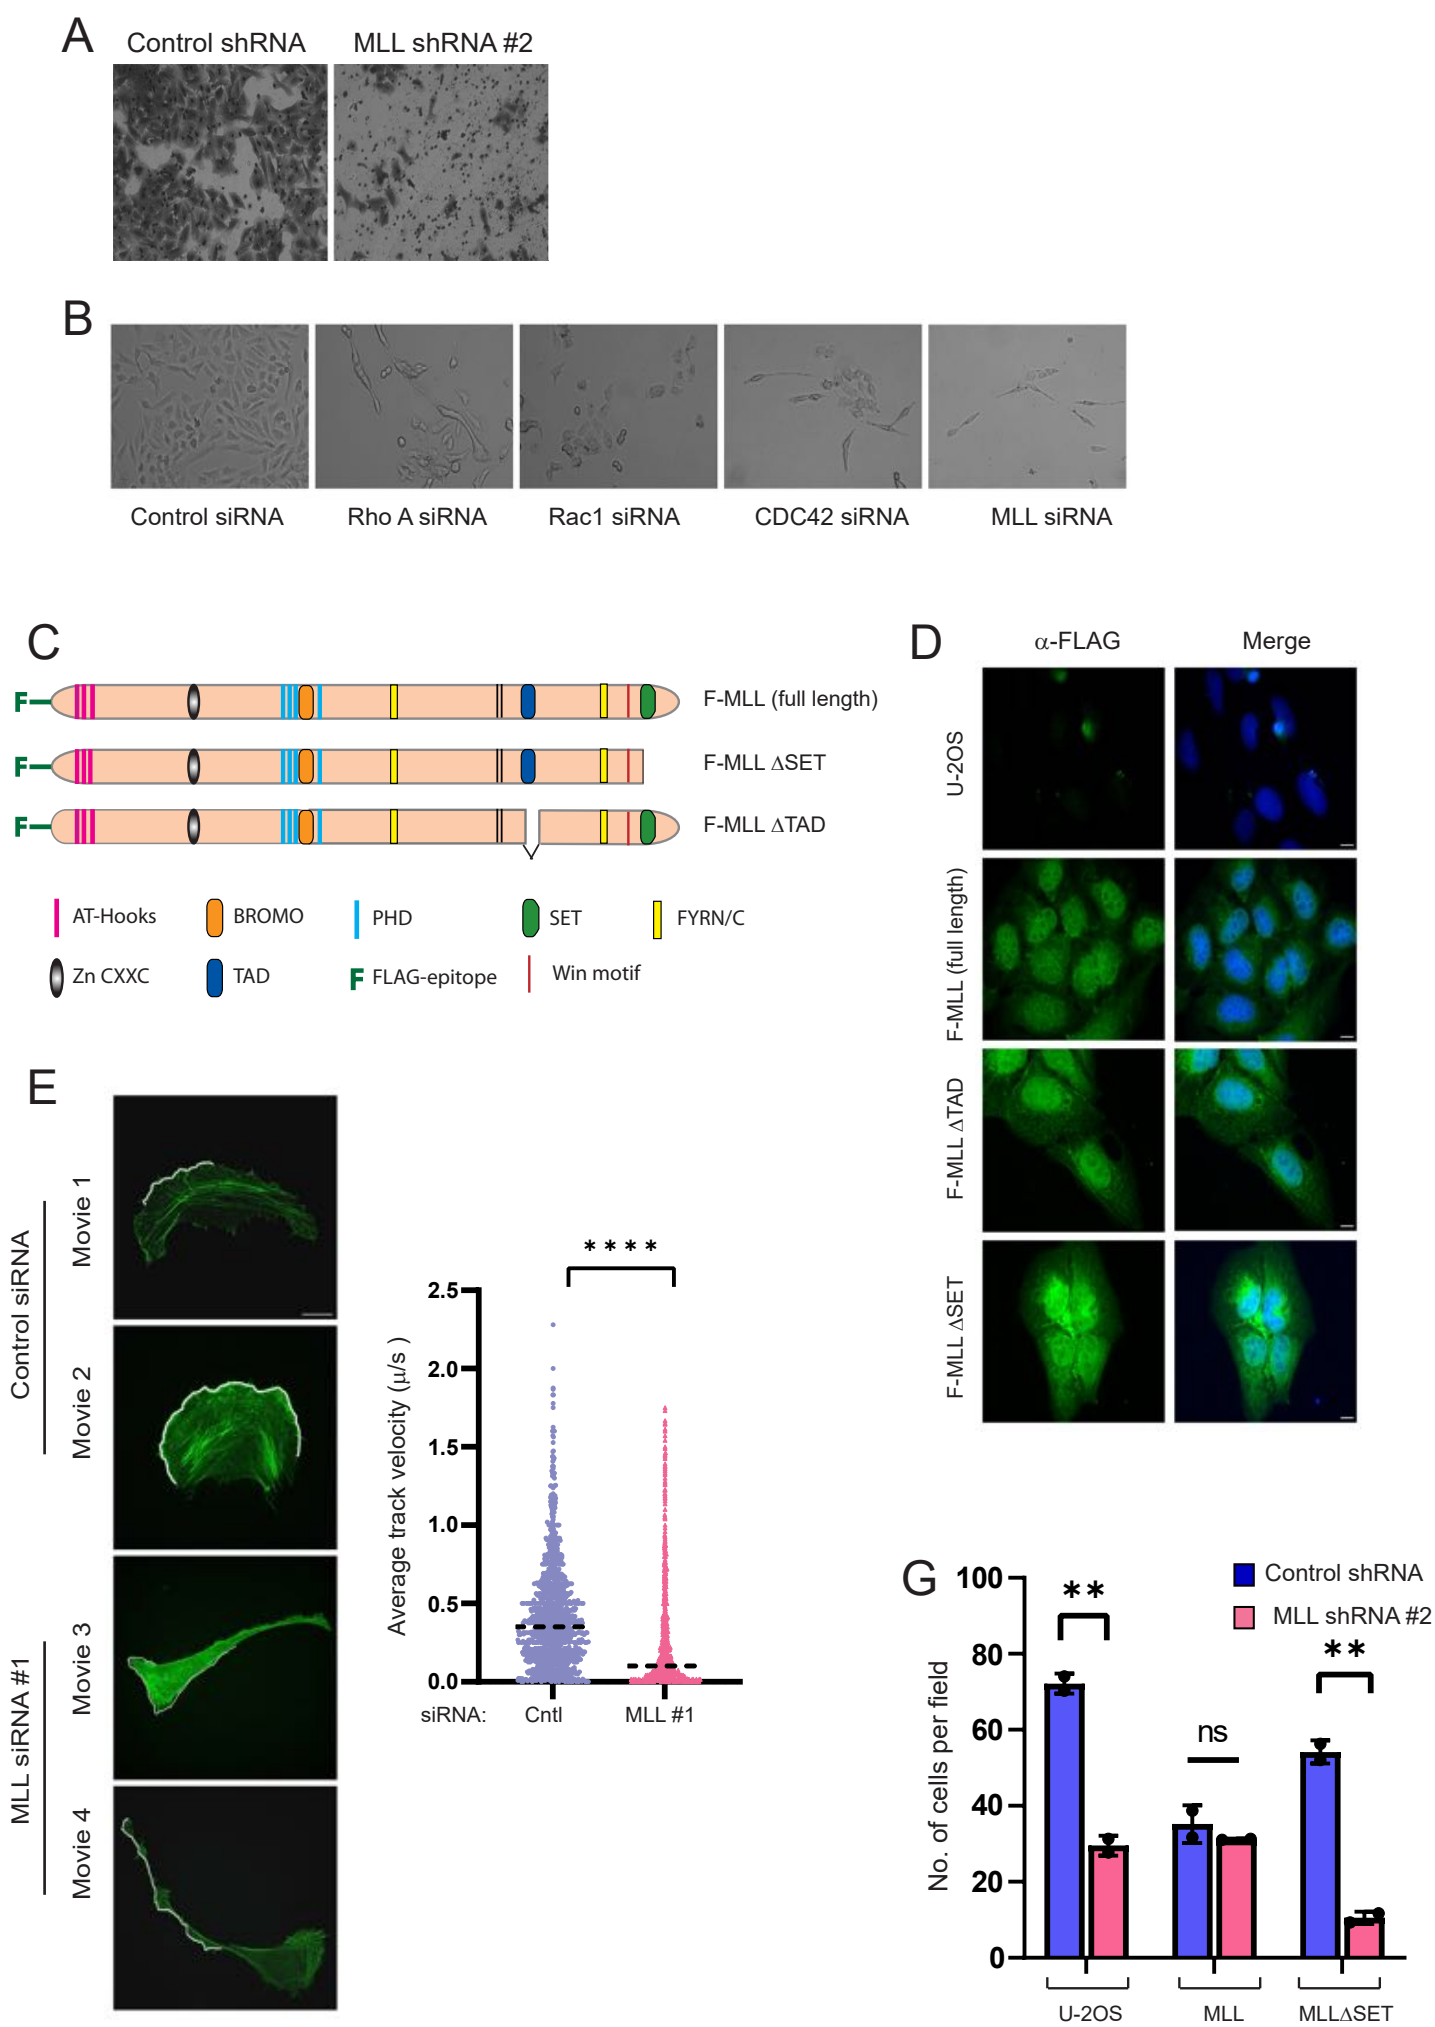 A
Control shRNA
MLL shRNA #2
B
Control siRNA
Rho A siRNA
Rac1 siRNA
CDC42 siRNA
MLL siRNA
C
F
F-MLL (full length)
F
F-MLL ΔSET
F
F-MLL ΔTAD
AT-Hooks
BROMO
PHD
SET
FYRN/C
Zn CXXC
TAD
F FLAG-epitope
Win motif
D
α-FLAG
Merge
U-2OS
F-MLL (full length)
F-MLL ΔTAD
F-MLL ΔSET
E
Control siRNA
Movie 1
Movie 2
MLL siRNA #1
Movie 3
Movie 4
****
Average track velocity (μ/s )
2.5
2.0
1.5
1.0
0.5
0.0
siRNA:
Cntl
MLL #1
G
Control shRNA
MLL shRNA #2
No. of cells per field
100
80
60
40
20
0
**
ns
**
U-2OS
MLL
MLLΔSET